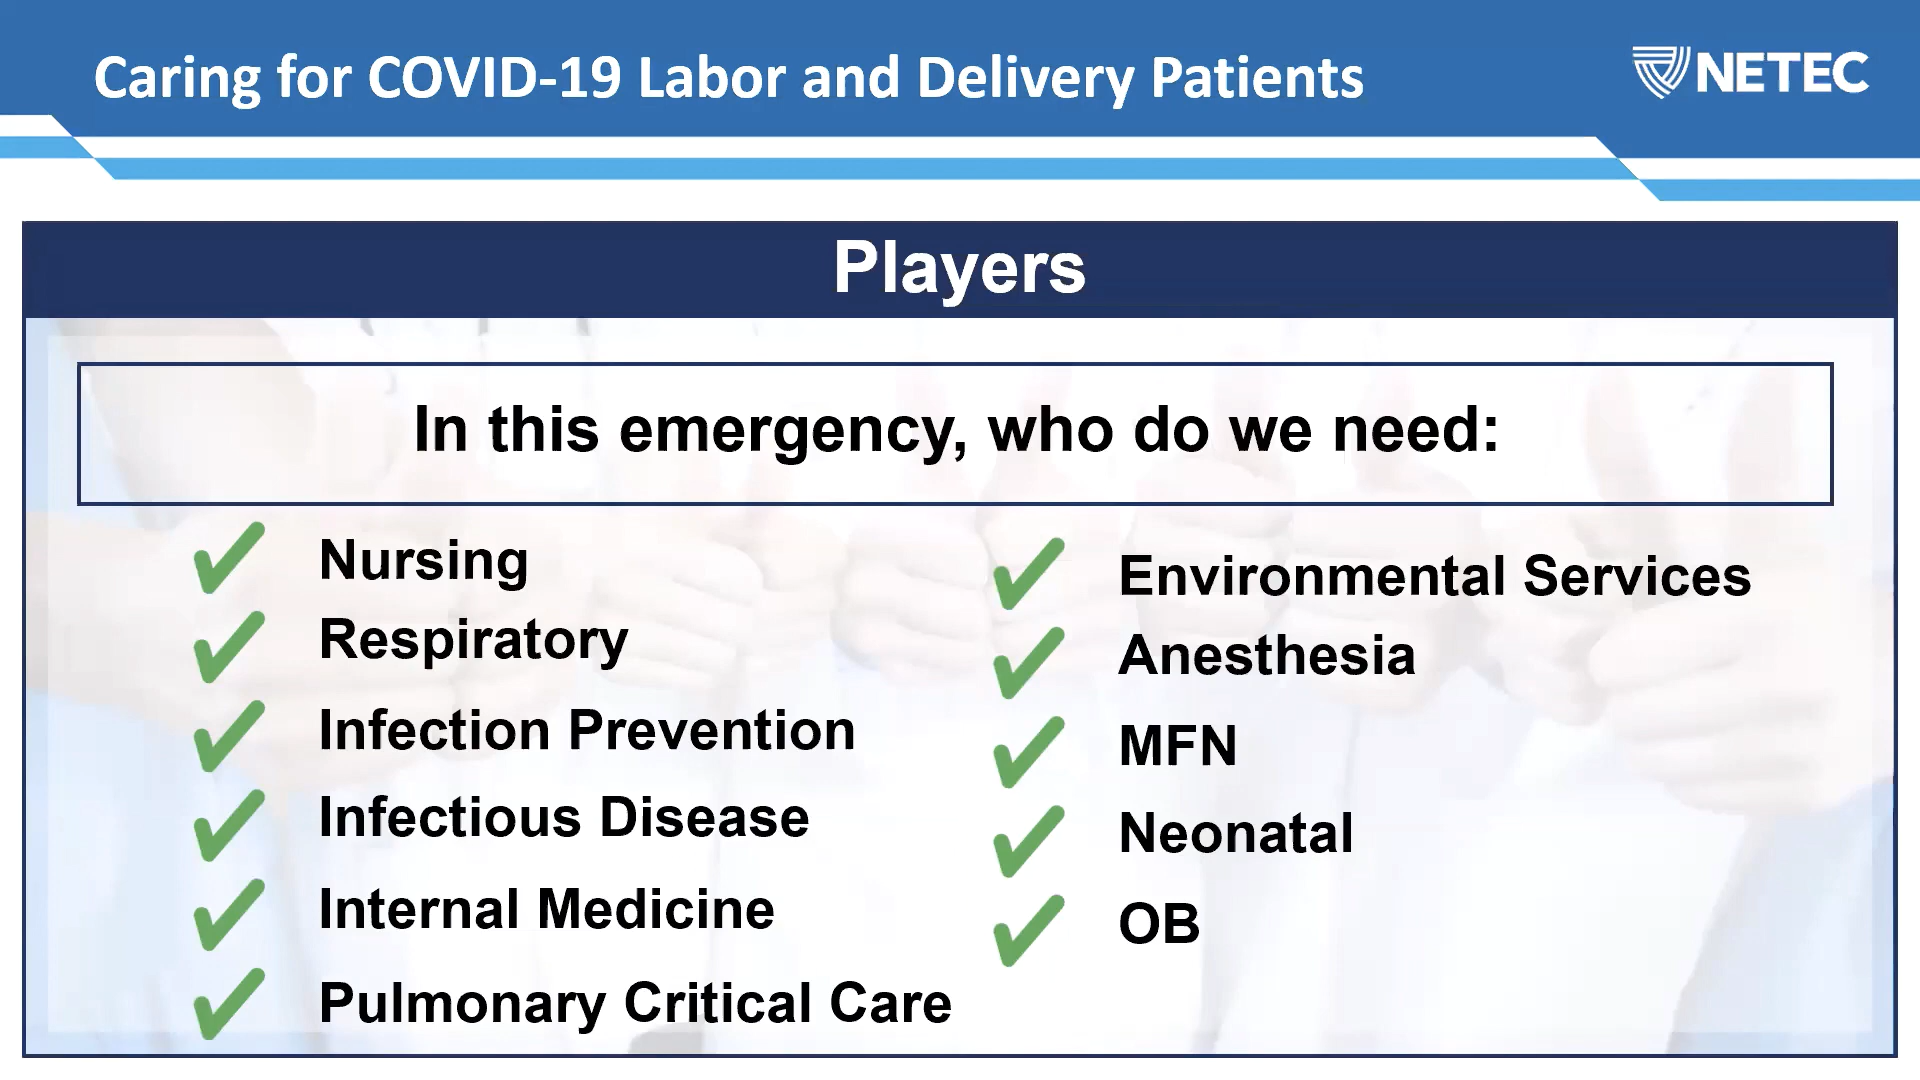 Caring for COVID-19 Labor and Delivery Patients
NETEC
Players
In this emergency, who do we need:
Nursing
Respiratory
Infection Prevention
Infectious Disease
Internal Medicine
Pulmonary Critical Care
Environmental Services
Anesthesia
MFN
Neonatal
OB